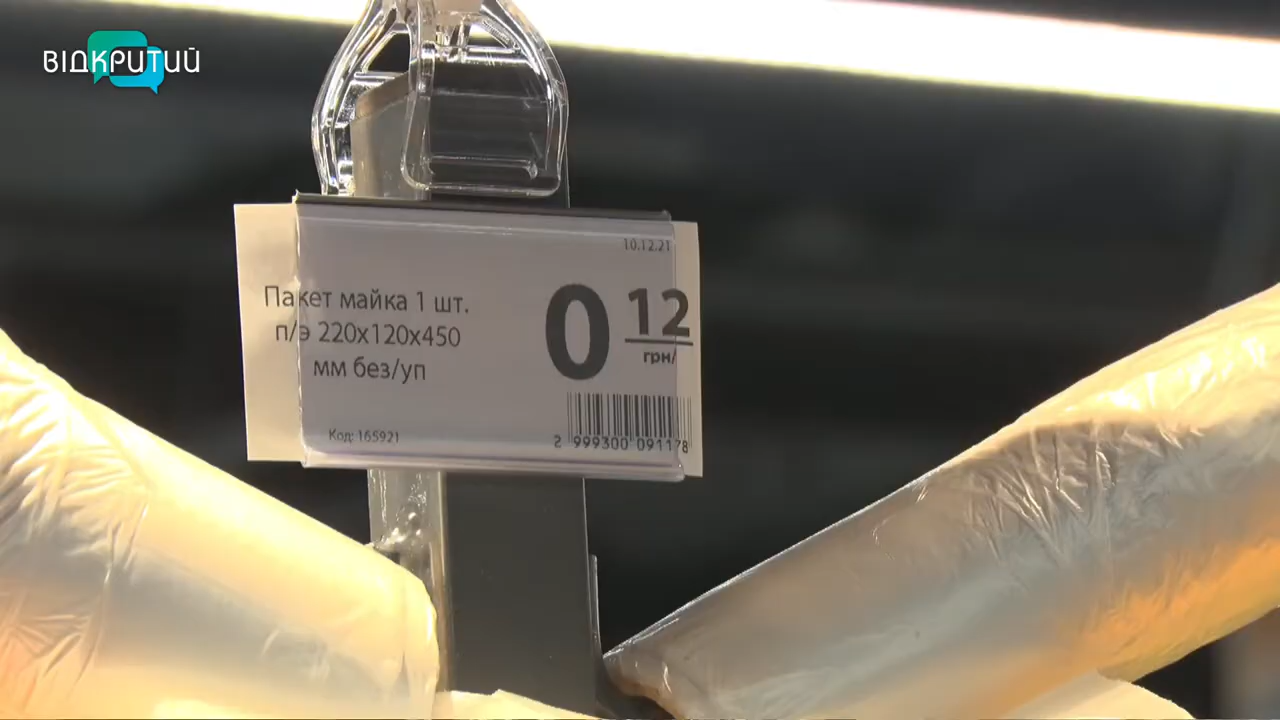 ВІДКРИТИЙ
10.12.21
Пакет майка 1 шт.
п/э 220х120х450
мм без/уп
0 12
грн/
Код: 165921
2 999300 091178